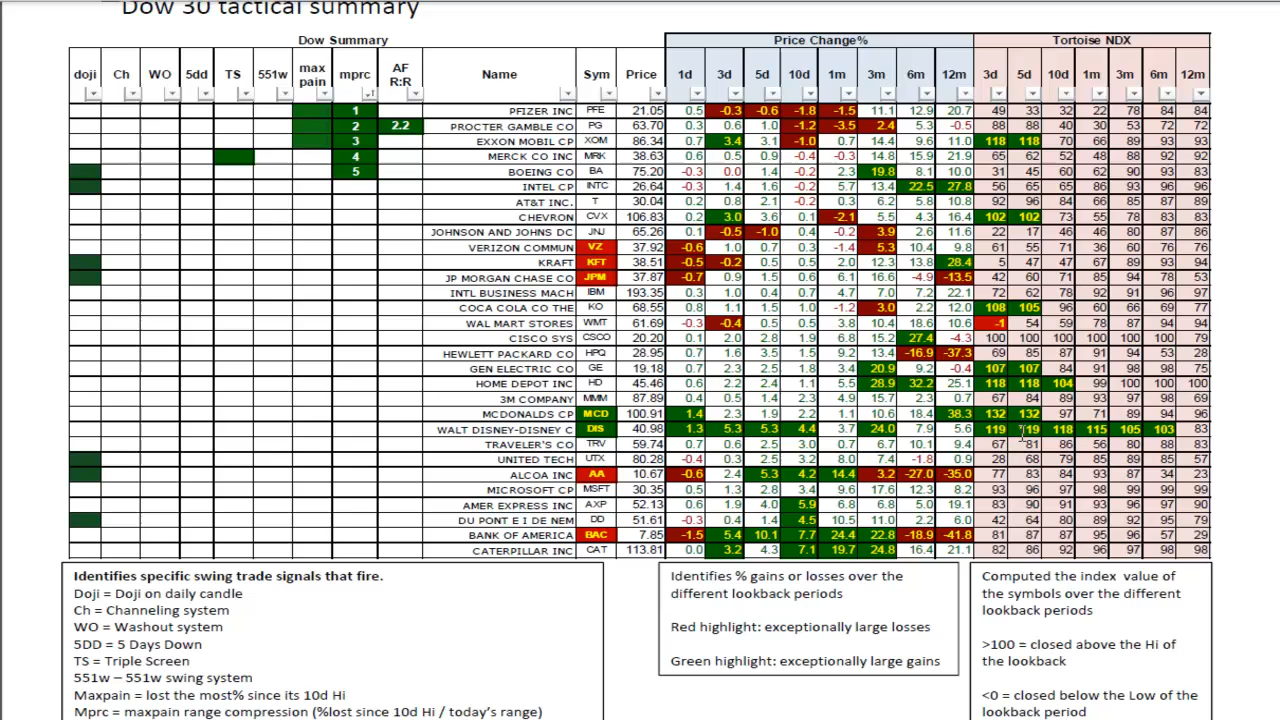 Dow 30 tactical summary
Dow Summary Price Change% Tortoise NDX
doji Ch WO 5dd TS 551w max pain mprc AF R:R Name Sym Price 1d 3d 5d 10d 1m 3m 6m 12m 3d 5d 10d 1m 3m 6m 12m
1 PFIZER INC PFE 21.05 0.5 -0.3 -0.6 -1.8 -1.5 11.1 12.9 20.7 49 33 32 22 78 84 84
2 2.2 PROCTER GAMBLE CO PG 63.70 0.3 0.6 1.0 -1.2 -3.5 2.4 5.3 -0.5 88 88 40 30 53 72 72
3 EXXON MOBIL CP XOM 86.34 0.7 3.4 3.1 -1.0 0.7 14.4 9.6 11.0 118 118 70 66 89 93 93
4 MERCK CO INC MRK 38.63 0.6 0.5 0.9 -0.4 -0.3 14.8 15.9 21.9 65 62 52 48 88 92 92
5 BOEING CO BA 75.20 -0.3 0.0 1.4 -0.2 2.3 19.8 8.1 10.0 31 45 60 62 90 93 83
INTEL CP INTC 26.64 -0.3 1.4 1.6 -0.2 5.7 13.4 22.5 27.8 56 65 65 86 93 96 96
AT&T INC. T 30.04 0.2 0.8 2.1 -0.2 0.3 6.2 5.8 10.8 92 96 84 66 85 87 89
CHEVRON CVX 106.83 0.2 3.0 3.6 0.1 -2.1 5.5 4.3 16.4 102 102 73 55 78 83 83
JOHNSON AND JOHNS DC JNJ 65.26 0.1 -0.5 -1.0 0.4 -0.2 3.9 2.6 11.6 22 17 46 46 80 87 86
VERIZON COMMUN VZ 37.92 -0.6 1.0 0.7 0.3 -1.4 5.3 10.4 9.8 61 55 71 36 60 76 76
KRAFT KFT 38.51 -0.5 -0.2 0.5 0.5 2.0 12.3 13.8 28.4 5 47 47 67 89 93 94
JP MORGAN CHASE CO JPM 37.87 -0.7 0.9 1.5 0.6 6.1 16.6 -4.9 -13.5 42 60 71 85 94 78 53
INTL BUSINESS MACH IBM 193.35 0.3 1.0 0.4 0.7 4.7 7.0 7.2 22.1 72 62 78 92 91 96 97
COCA COLA CO THE KO 68.55 0.8 1.1 1.5 1.0 -1.2 3.0 2.2 12.0 108 105 96 60 66 69 77
WAL MART STORES WMT 61.69 -0.3 -0.4 0.5 0.5 3.8 10.4 18.6 10.6 -1 54 59 78 87 94 94
CISCO SYS CSCO 20.20 0.1 2.0 2.8 1.9 6.8 15.2 27.4 -4.3 100 100 100 100 100 100 79
HEWLETT PACKARD CO HPQ 28.95 0.7 1.6 3.5 1.5 9.2 13.4 -16.9 -37.3 69 85 87 91 94 53 28
GEN ELECTRIC CO GE 19.18 0.7 2.3 2.5 1.8 3.4 20.9 9.2 -0.4 107 107 84 91 98 98 75
HOME DEPOT INC HD 45.46 0.6 2.2 2.4 1.1 5.5 28.9 32.2 25.1 118 118 104 99 100 100 100
3M COMPANY MMM 87.89 0.4 0.5 1.4 2.3 4.9 15.7 2.3 0.7 67 84 89 93 97 98 69
MCDONALDS CP MCD 100.91 1.4 2.3 1.9 2.2 1.1 10.6 18.4 38.3 132 132 97 71 89 94 96
WALT DISNEY-DISNEY C DIS 40.98 1.3 5.3 5.3 4.4 3.7 24.0 7.9 5.6 119 119 118 115 105 103 83
TRAVELER'S CO TRV 59.74 0.7 0.6 2.5 3.0 0.7 6.7 10.1 9.4 67 81 86 56 80 88 83
UNITED TECH UTX 80.28 -0.4 0.3 2.5 3.2 6.8 7.4 -1.8 0.9 28 68 79 85 89 85 57
ALCOA INC AA 10.67 -0.6 2.4 5.3 4.2 14.4 3.2 -27.0 -35.0 77 83 84 93 87 34 23
MICROSOFT CP MSFT 30.35 0.5 1.3 2.8 3.4 9.6 17.6 12.3 8.2 93 96 97 98 99 99 99
AMER EXPRESS INC AXP 52.13 0.6 1.9 4.0 5.9 6.8 6.8 5.0 19.1 83 90 91 93 96 97 90
DU PONT E I DE NEM DD 51.61 -0.3 0.4 1.4 4.5 10.5 11.0 2.2 6.0 42 64 80 89 92 95 79
BANK OF AMERICA BAC 7.85 -1.5 5.4 10.1 7.7 24.4 22.8 -18.9 -41.8 81 87 87 95 96 57 29
CATERPILLAR INC CAT 113.81 0.0 3.2 4.3 7.1 19.7 24.8 16.4 21.1 82 86 92 96 97 98 98
Identifies specific swing trade signals that fire.
Doji = Doji on daily candle
Ch = Channeling system
WO = Washout system
5DD = 5 Days Down
TS = Triple Screen
551w – 551w swing system
Maxpain = lost the most% since its 10d Hi
Mprc = maxpain range compression (%lost since 10d Hi / today's range)
Identifies % gains or losses over the
different lookback periods
Red highlight: exceptionally large losses
Green highlight: exceptionally large gains
Computed the index value of
the symbols over the different
lookback periods
>100 = closed above the Hi of
the lookback
<0 = closed below the Low of the
lookback period